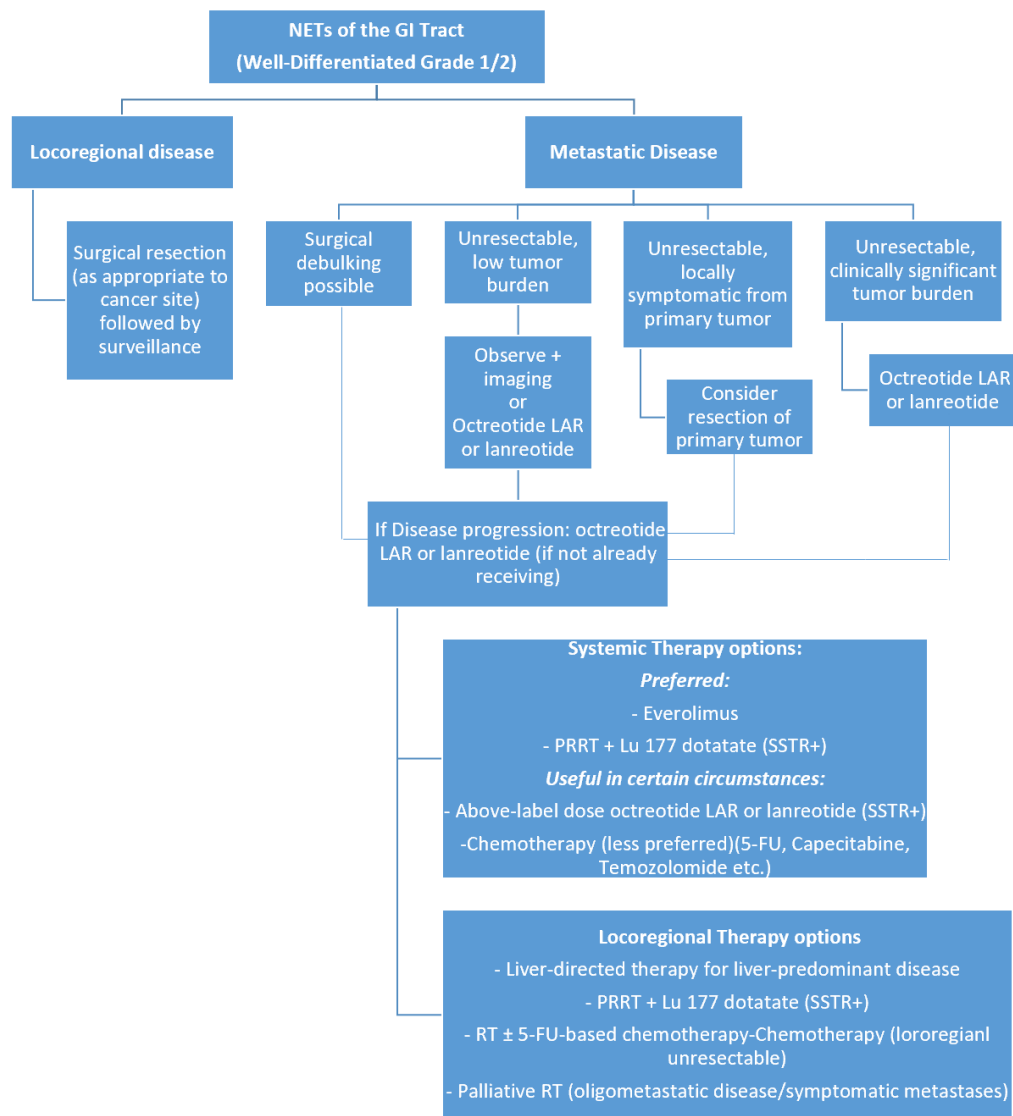 NETs of the GI Tract
(Well-Differentiated Grade 1/2)
Locoregional disease
Metastatic Disease
Surgical resection
(as appropriate to
cancer site)
followed by
surveillance
Surgical
debulking
possible
Unresectable,
low tumor
burden
Unresectable,
locally
symptomatic from
primary tumor
Unresectable,
clinically significant
tumor burden
Observe +
imaging
or
Octreotide LAR
or lanreotide
Consider
resection of
primary tumor
Octreotide LAR
or lanreotide
If Disease progression: octreotide
LAR or lanreotide (if not already
receiving)
Systemic Therapy options:
Preferred:
- Everolimus
- PRRT + Lu 177 dotatate (SSTR+)
Useful in certain circumstances:
- Above-label dose octreotide LAR or lanreotide (SSTR+)
-Chemotherapy (less preferred)(5-FU, Capecitabine,
Temozolomide etc.)
Locoregional Therapy options
- Liver-directed therapy for liver-predominant disease
- PRRT + Lu 177 dotatate (SSTR+)
- RT ± 5-FU-based chemotherapy-Chemotherapy (lororegianl
unresectable)
- Palliative RT (oligometastatic disease/symptomatic metastases)